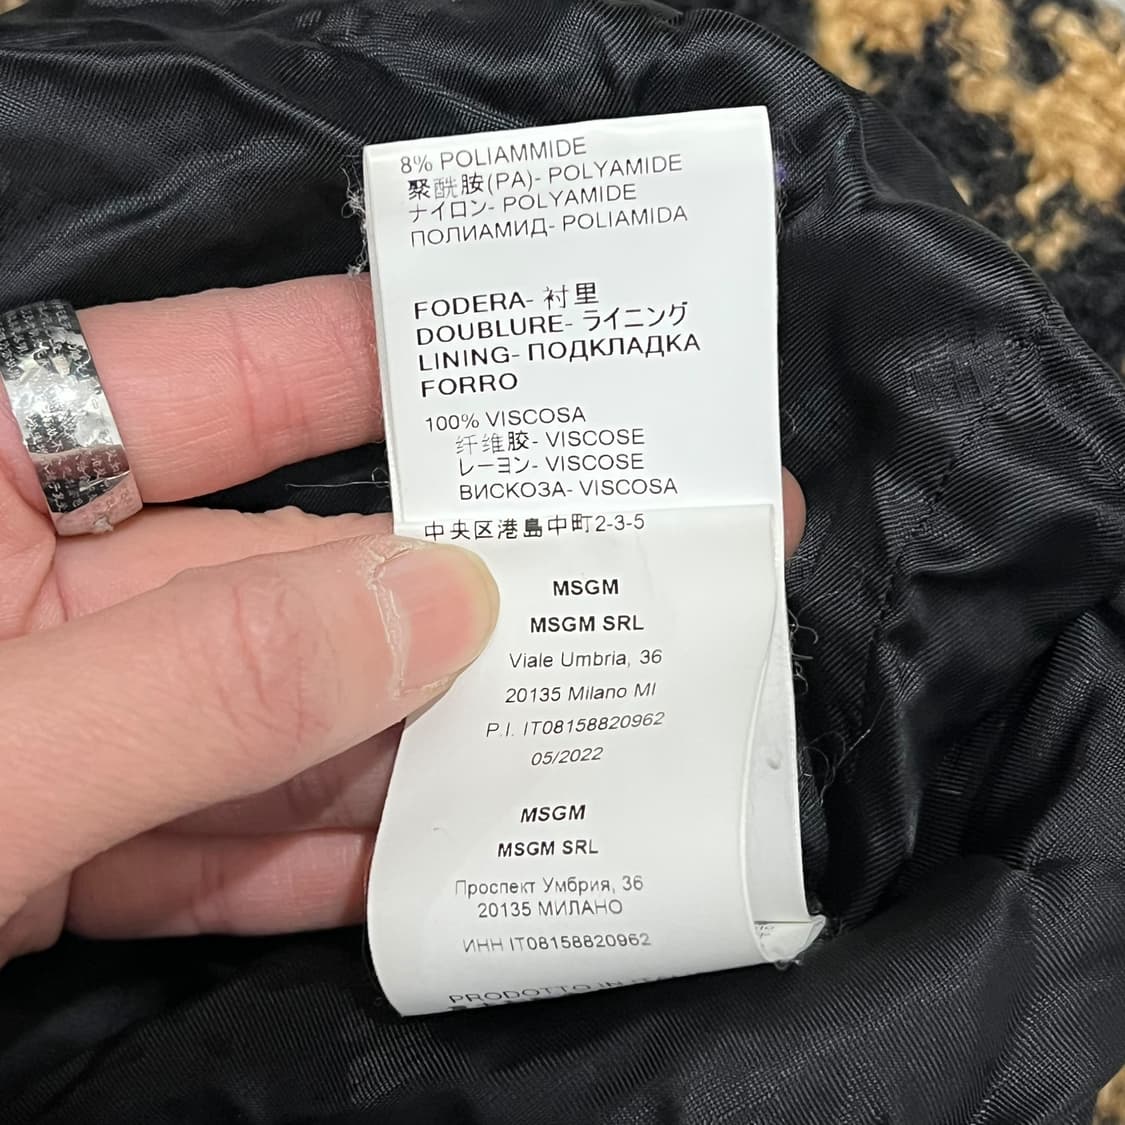 8% POLIAMMIDE
聚酰胺(PA)- POLYAMIDE
ナイロン- POLYAMIDE
ПОЛИАМИД- POLIAMIDA
FODERA- 衬里
DOUBLURE- ライニング
LINING- ПОДКЛАДКА
FORRO
100% VISCOSA
纤维胶- VISCOSE
レーヨン- VISCOSE
ВИСКОЗА- VISCOSA
中央区港島中町2-3-5
MSGM
MSGM SRL
Viale Umbria, 36
20135 Milano MI
P.I. IT08158820962
05/2022
MSGM
MSGM SRL
Проспект Умбрия, 36
20135 МИЛАНО
ИНН IT08158820962
PRODOTTO IN